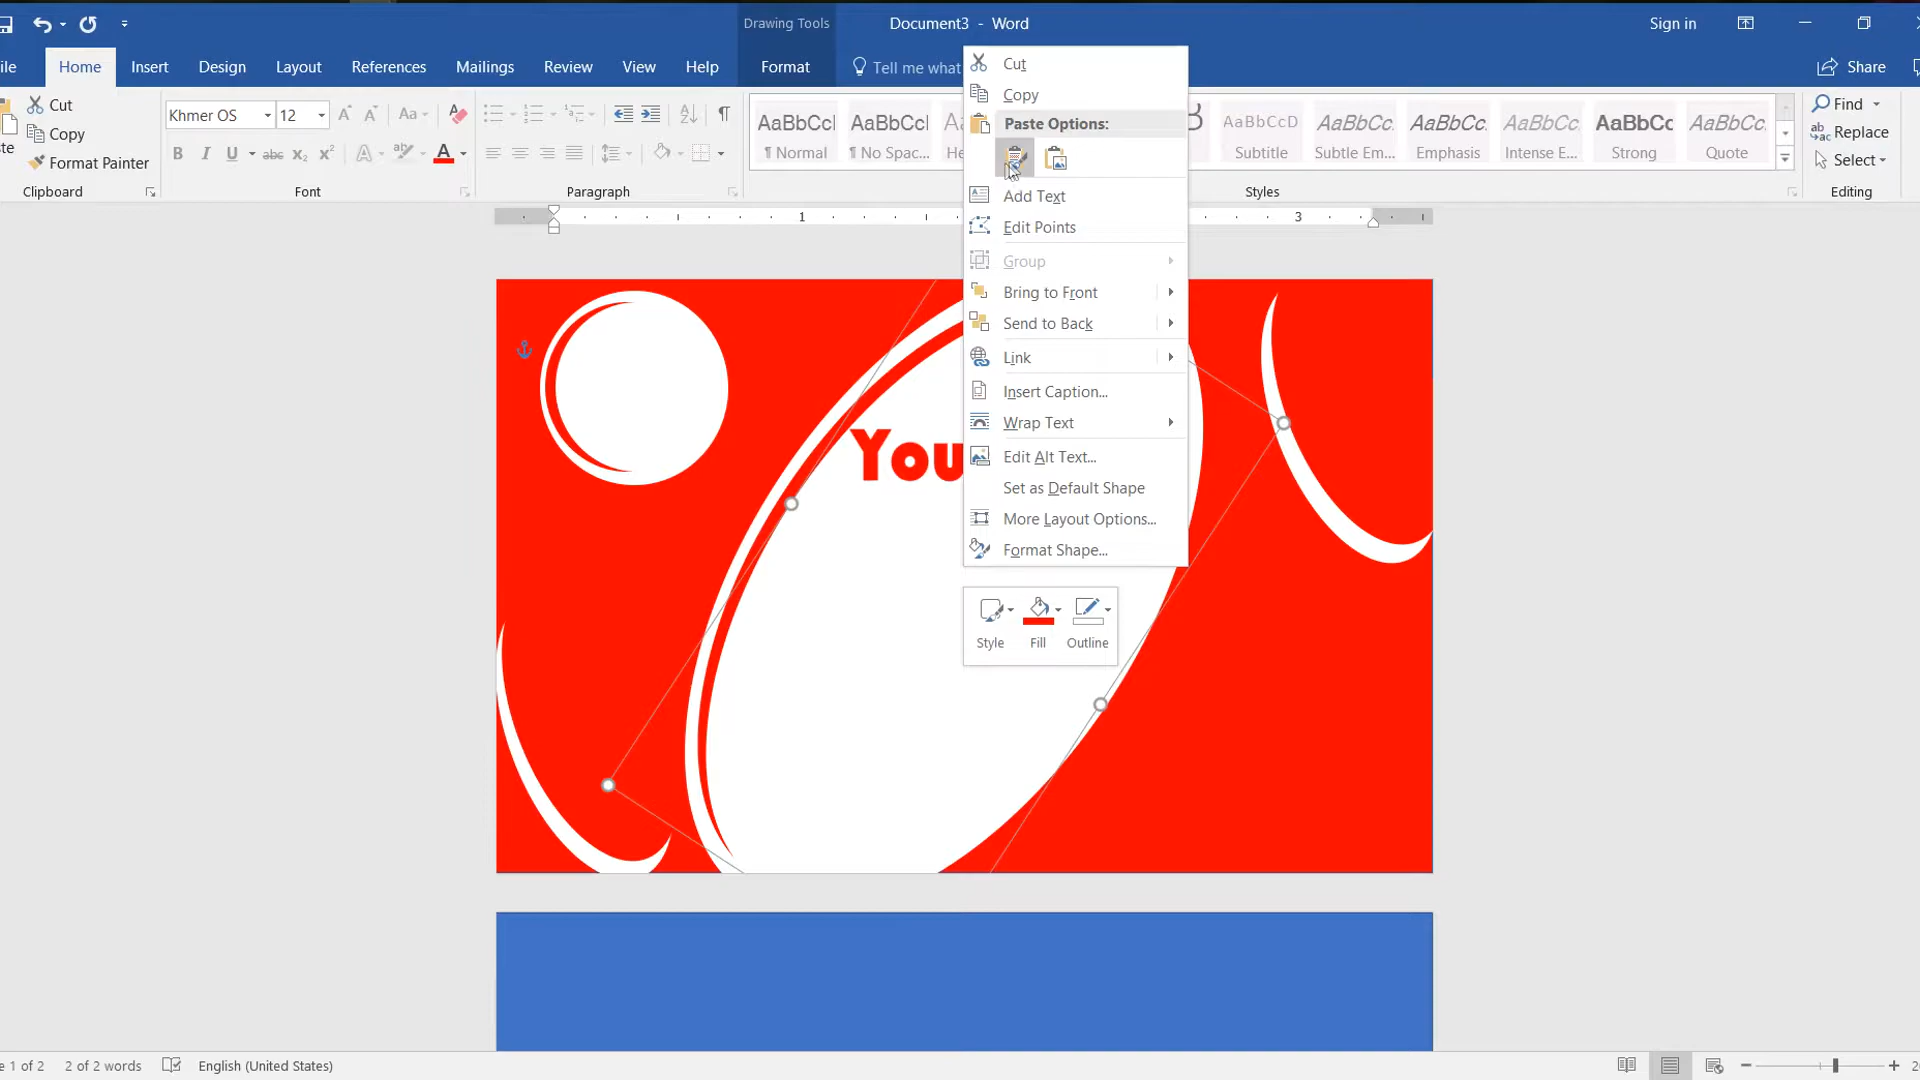 Drawing Tools
Document3 - Word
Sign in
ile
Home
Insert
Design
Layout
References
Mailings
Review
View
Help
Format
Tell me what
Share
Cut
Copy
Format Painter
Clipboard
Khmer OS
12
Font
Paragraph
AaBbCcI
¶ Normal
AaBbCcI
¶ No Spac...
AaBbCcD
Subtitle
AaBbCc.
Subtle Em...
AaBbCc.
Emphasis
AaBbCc.
Intense E...
AaBbCc
Strong
AaBbCc.
Quote
Styles
Find
Replace
Select
Editing
Cut
Copy
Paste Options:
Add Text
Edit Points
Group
Bring to Front
Send to Back
Link
Insert Caption...
Wrap Text
Edit Alt Text...
Set as Default Shape
More Layout Options...
Format Shape...
Style
Fill
Outline
1
3
You
e 1 of 2
2 of 2 words
English (United States)